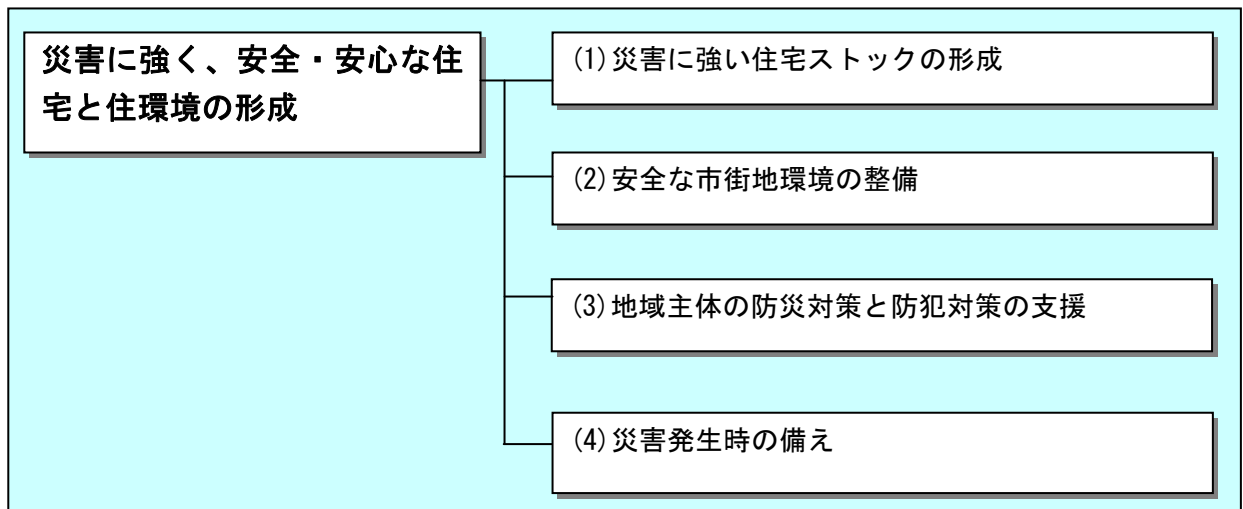 災害に強く、安全・安心な住
宅と住環境の形成
(1)災害に強い住宅ストックの形成
(2)安全な市街地環境の整備
(3)地域主体の防災対策と防犯対策の支援
(4)災害発生時の備え